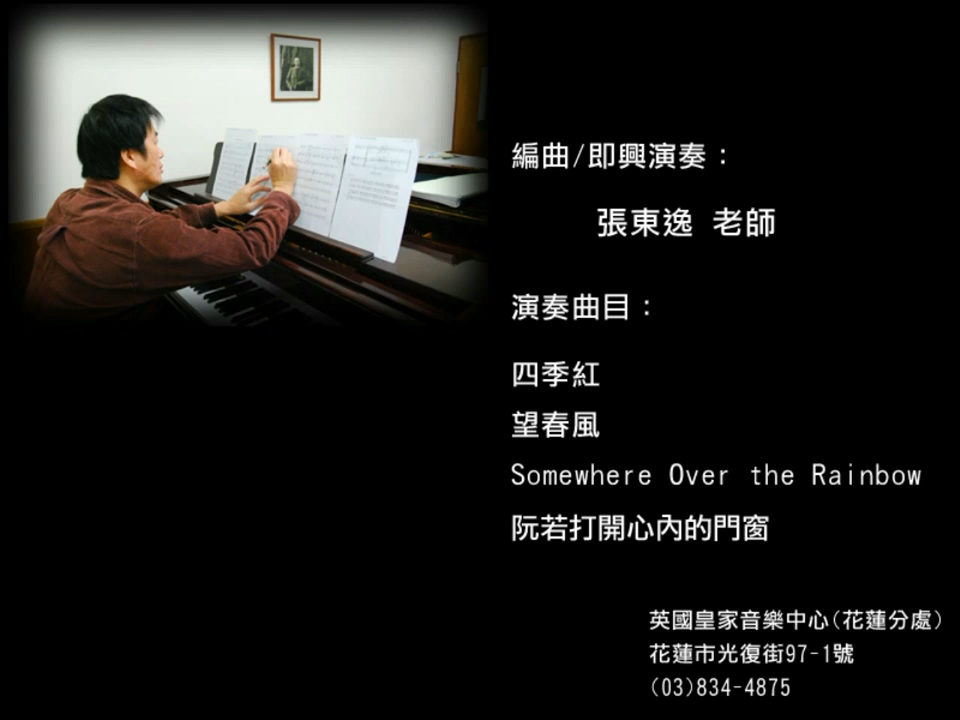 編曲/即興演奏：
張東逸 老師
演奏曲目：
四季紅
望春風
Somewhere Over the Rainbow
阮若打開心內的門窗
英國皇家音樂中心(花蓮分處)
花蓮市光復街97-1號
(03)834-4875